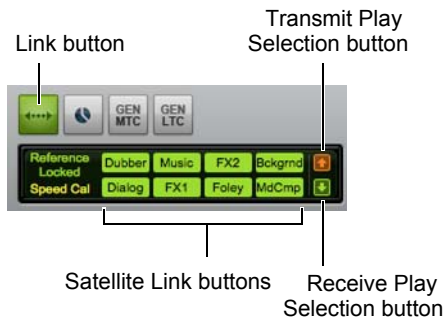 Transmit Play
Link button Selection button
GEN GEN
MTC LTC
Reference Dubber Music FX2 Bckgrnd
Locked
Speed Cal Dialog FX1 Foley MdCmp
Satellite Link buttons Receive Play
Selection button